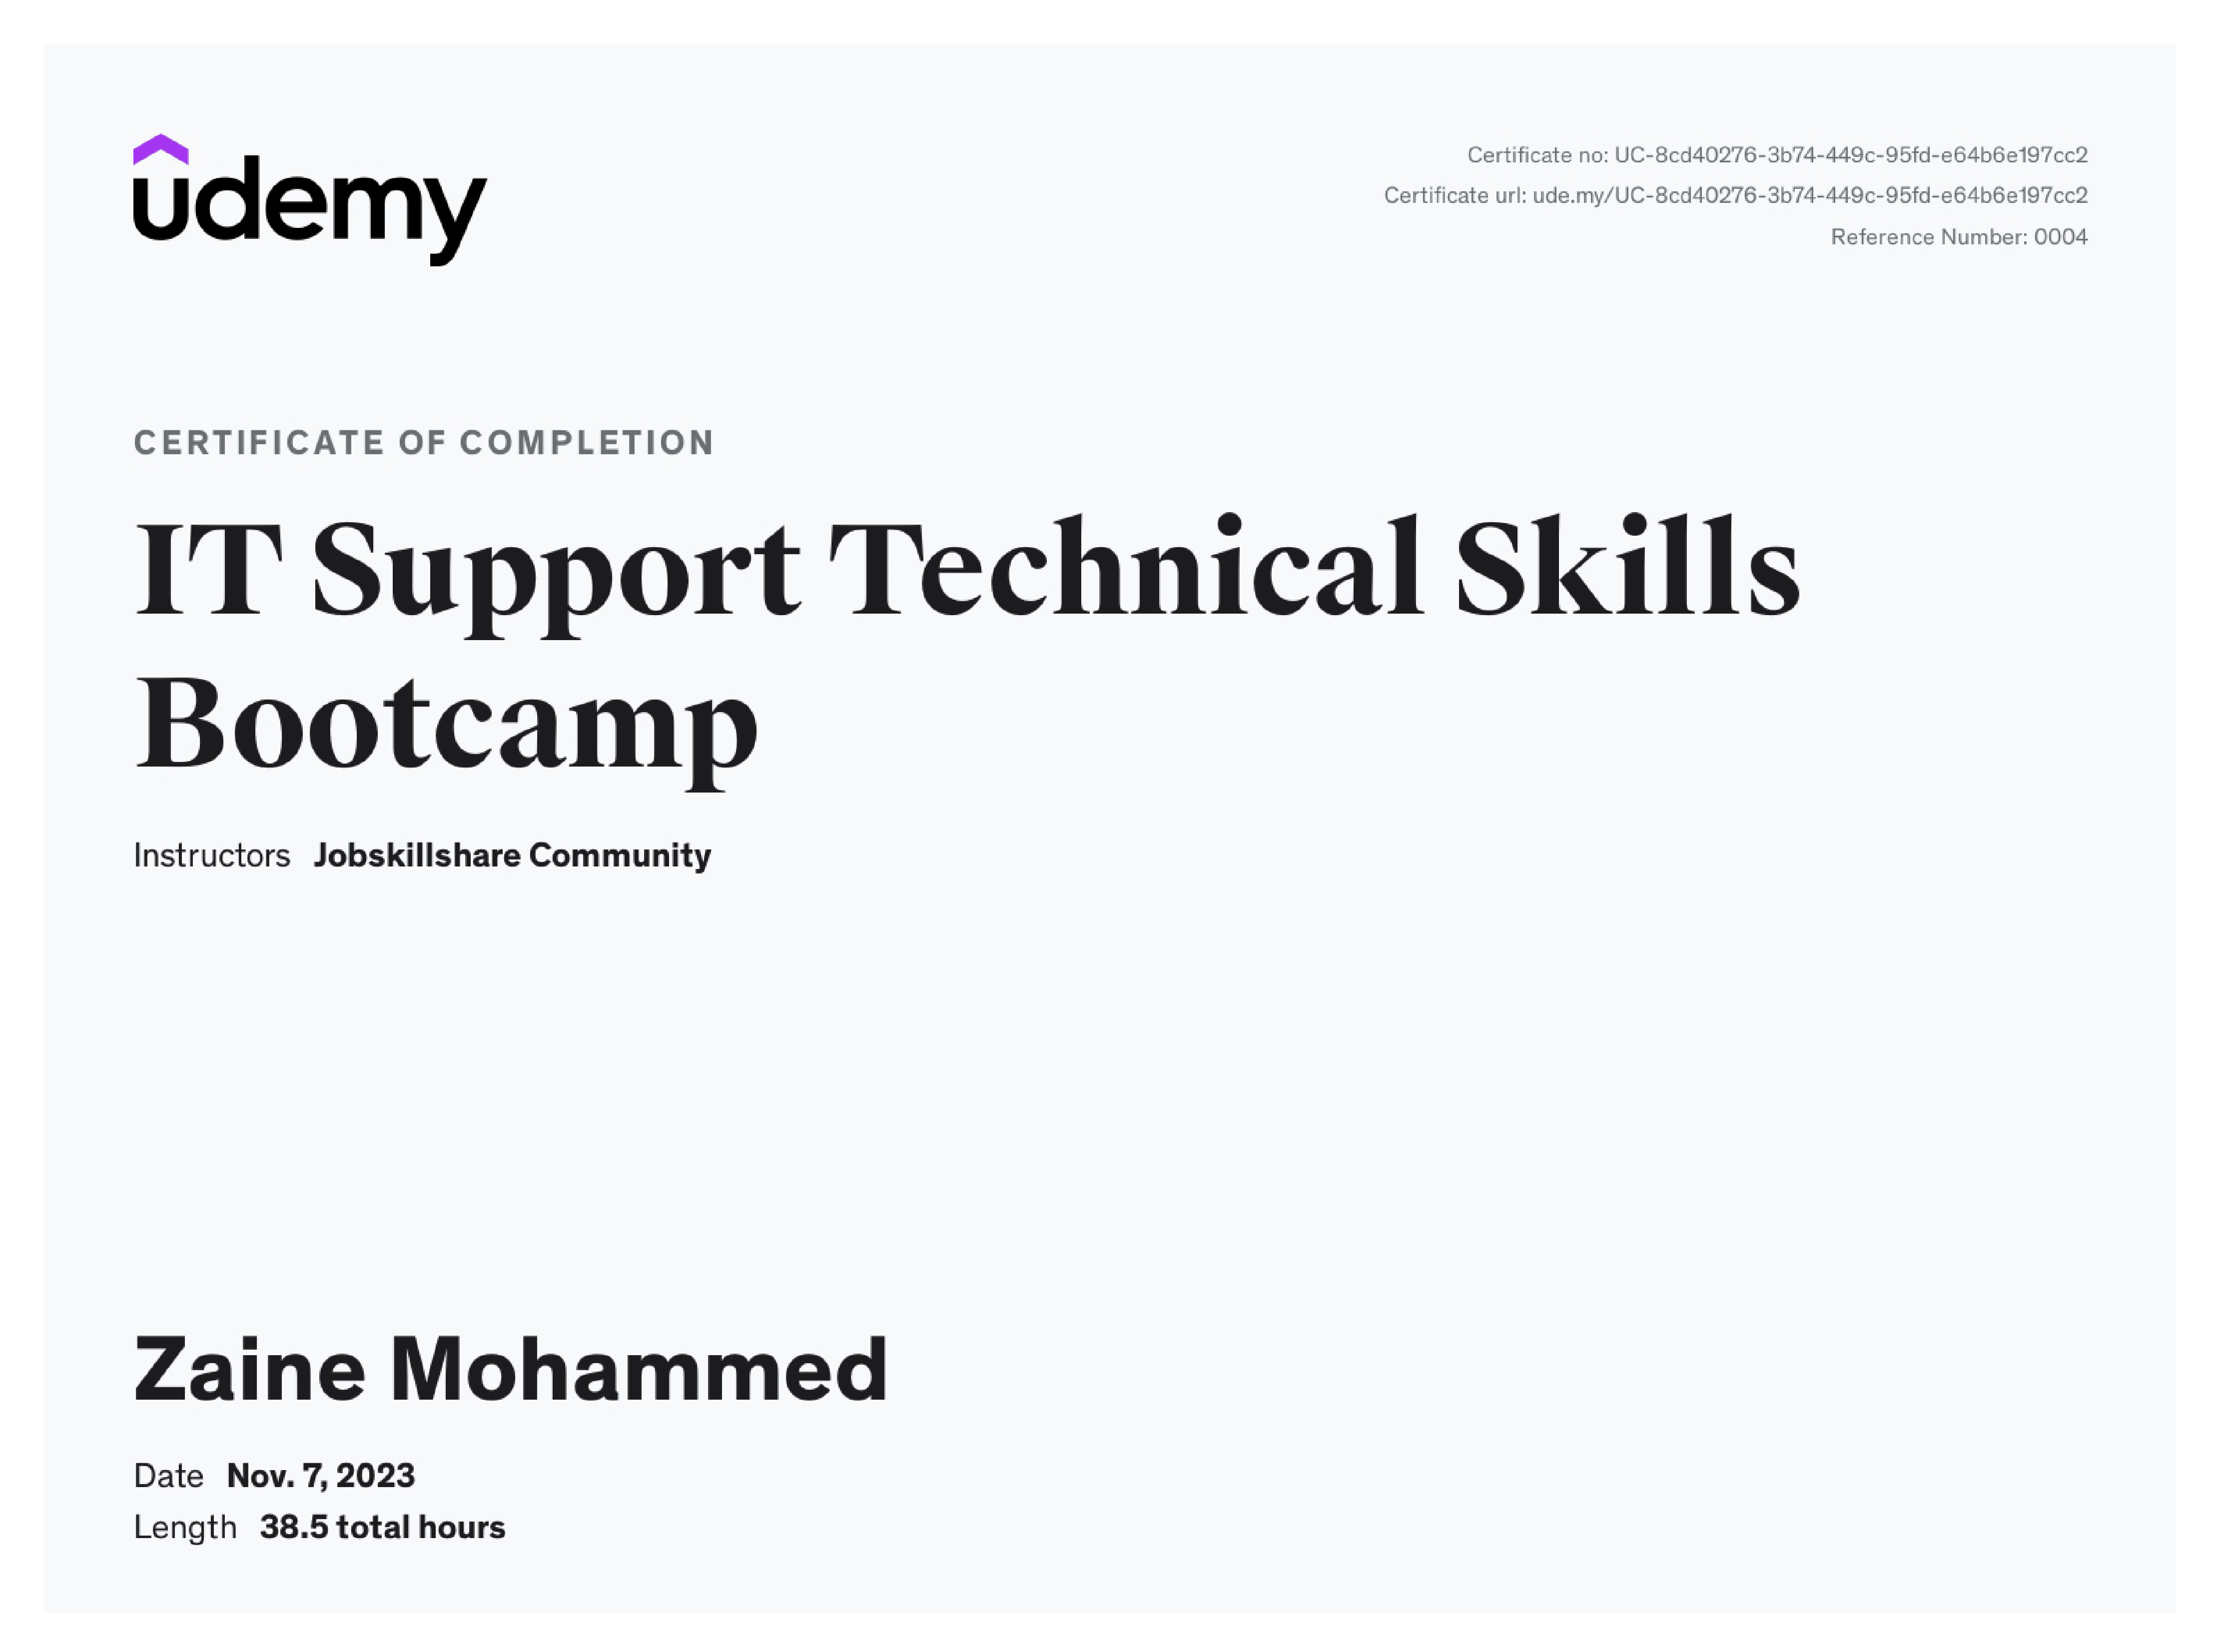 udemy
Certificate no: UC-8cd40276-3b74-449c-95fd-e64b6e197cc2
Certificate url: ude.my/UC-8cd40276-3b74-449c-95fd-e64b6e197cc2
Reference Number: 0004
CERTIFICATE OF COMPLETION
IT Support Technical Skills
Bootcamp
Instructors Jobskillshare Community
Zaine Mohammed
Date Nov. 7, 2023
Length 38.5 total hours